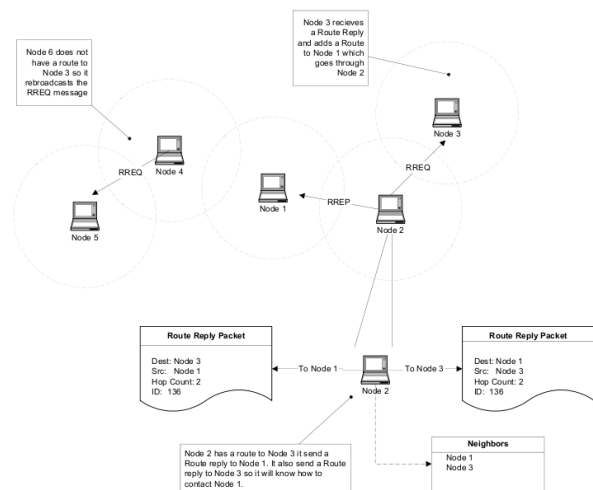 Node 3 recieves
a Route Reply
and adds a Route
to Node 1 which
goes through
Node 2
Node 6 does not
have a route to
Node 3 so it
rebroadcasts the
RREQ message
Node 3
RREQ
RREQ
Node 4
Node 1
RREP
Node 2
Node 5
Route Reply Packet
Dest: Node 3
Src: Node 1
Hop Count: 2
ID: 136
To Node 1
To Node 3
Node 2
Route Reply Packet
Dest: Node 1
Src: Node 3
Hop Count: 2
ID: 136
Node 2 has a route to Node 3 it send a
Route reply to Node 1. It also send a Route
reply to Node 3 so it will know how to
contact Node 1.
Neighbors
Node 1
Node 3